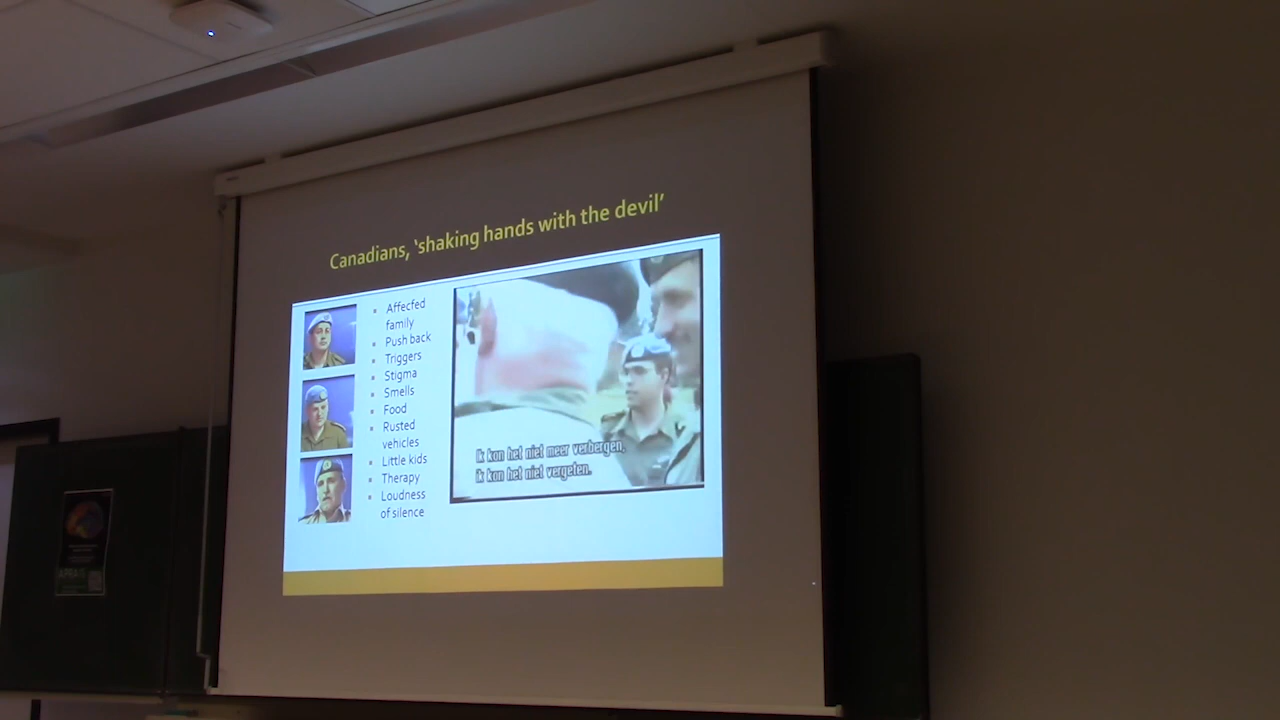 Canadians, 'shaking hands with the devil'
Affecfed
family
Push back
Triggers
Stigma
Smells
Food
Rusted
vehicles
Little kids
Therapy
Loudness
of silence
Ik kon het niet meer verbergen,
ik kon het niet vergeten.